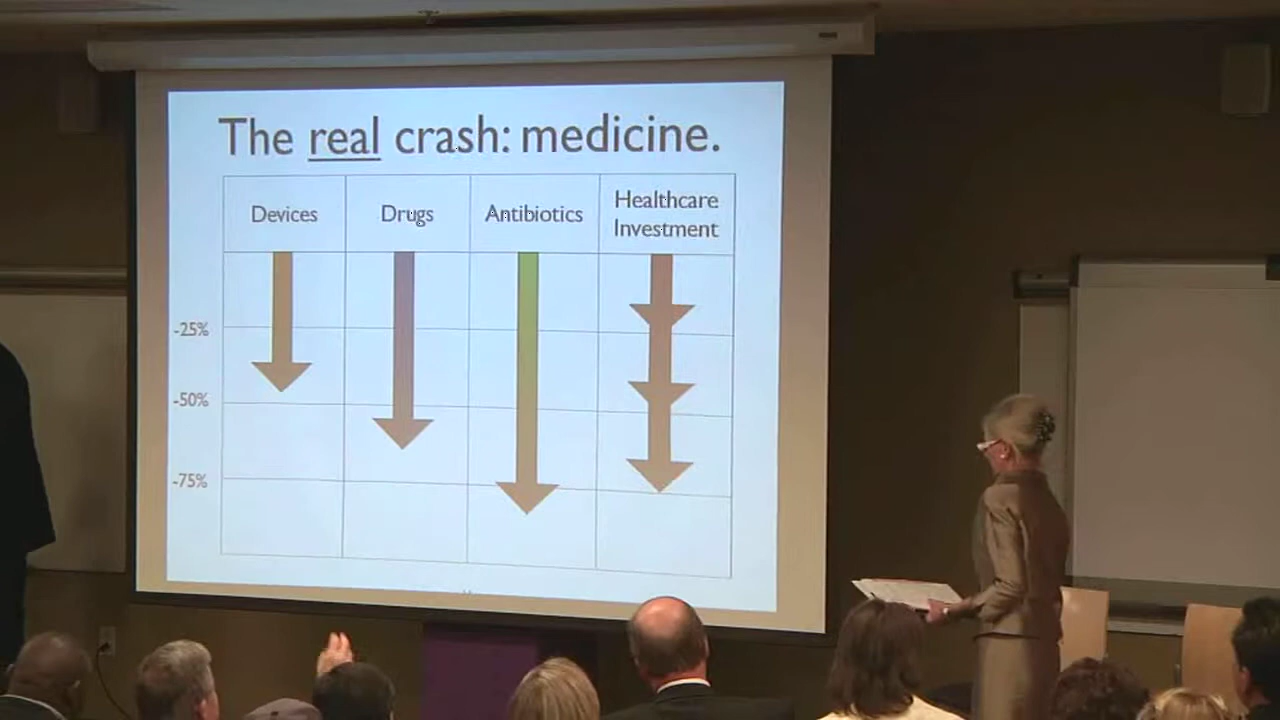 The real crash: medicine.
Devices
Drugs
Antibiotics
Healthcare
Investment
-25%
-50%
-75%